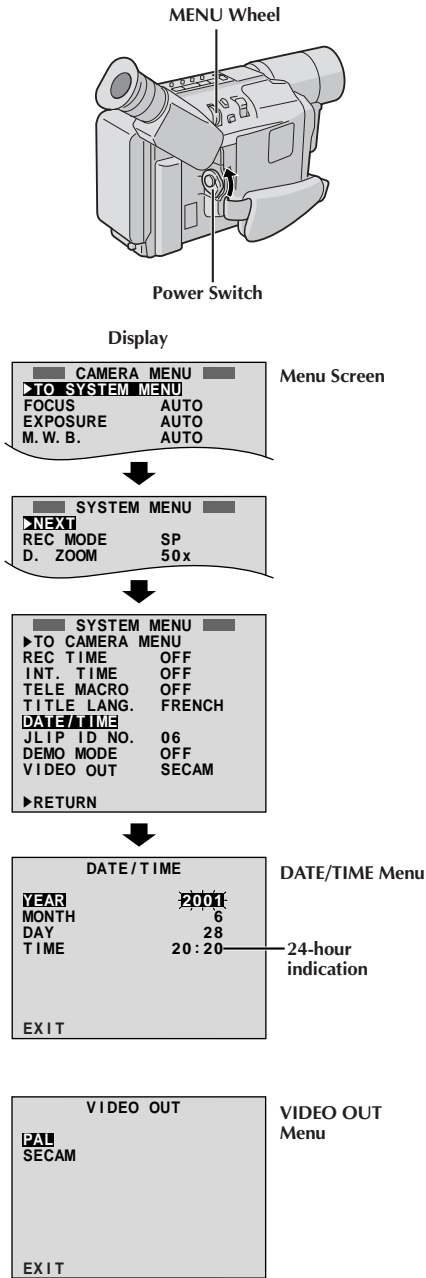 MENU Wheel
Power Switch
Display
CAMERA MENU
Menu Screen
▶TO SYSTEM MENU
FOCUS AUTO
EXPOSURE AUTO
M. W. B. AUTO
SYSTEM MENU
▶NEXT
REC MODE SP
D. ZOOM 50x
SYSTEM MENU
▶TO CAMERA MENU
REC TIME OFF
INT. TIME OFF
TELE MACRO OFF
TITLE LANG. FRENCH
DATE/TIME
JLIP ID NO. 06
DEMO MODE OFF
VIDEO OUT SECAM
▶RETURN
DATE/TIME
DATE/TIME Menu
YEAR 2001
MONTH 6
DAY 28
TIME 20:20
24-hour
indication
EXIT
VIDEO OUT
VIDEO OUT
Menu
PAL
SECAM
EXIT